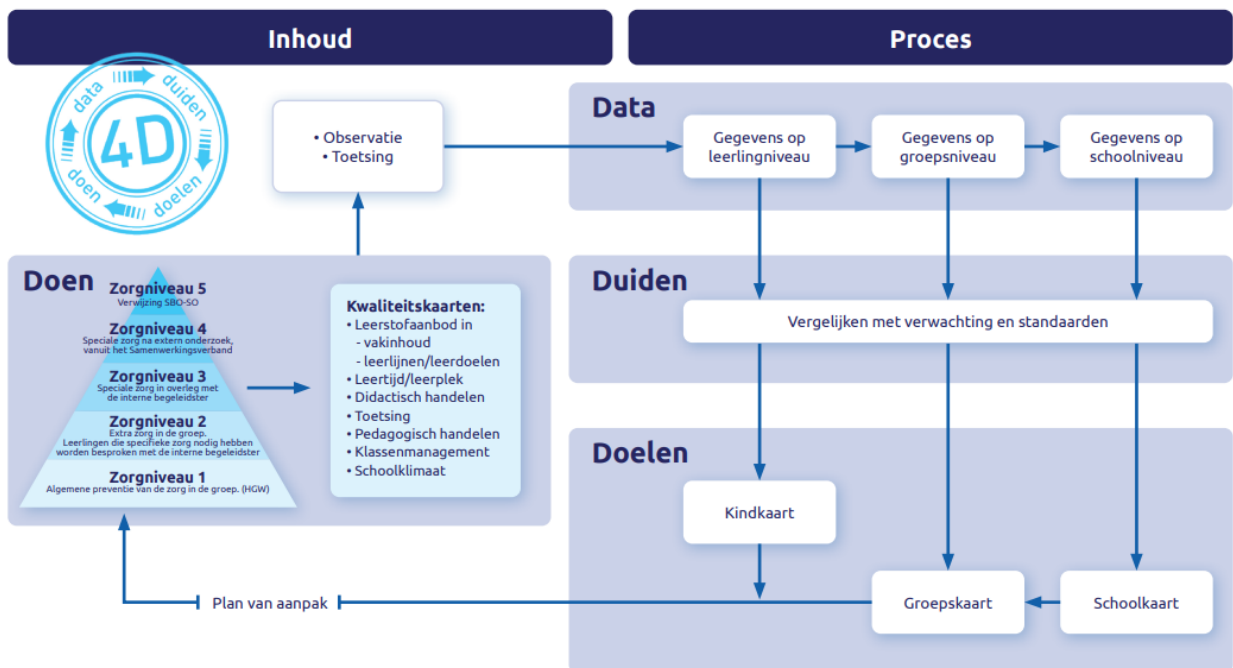 Inhoud
Proces
data
duiden
doelen
doen
4D
• Observatie
• Toetsing
Data
Gegevens op
leerlingniveau
Gegevens op
groepsniveau
Gegevens op
schoolniveau
Doen
Zorgniveau 5
Verwijzing SBO-SO
Zorgniveau 4
Speciale zorg na extern onderzoek,
vanuit het Samenwerkingsverband
Zorgniveau 3
Speciale zorg in overleg met
de interne begeleidster
Zorgniveau 2
Extra zorg in de groep.
Leerlingen die specifieke zorg nodig hebben
worden besproken met de interne begeleidster
Zorgniveau 1
Algemene preventie van de zorg in de groep. (HGW)
Kwaliteitskaarten:
• Leerstofaanbod in
- vakinhoud
- leerlijnen/leerdoelen
• Leertijd/leerplek
• Didactisch handelen
• Toetsing
• Pedagogisch handelen
• Klassenmanagement
• Schoolklimaat
Duiden
Vergelijken met verwachting en standaarden
Doelen
Kindkaart
Groepskaart
Schoolkaart
Plan van aanpak